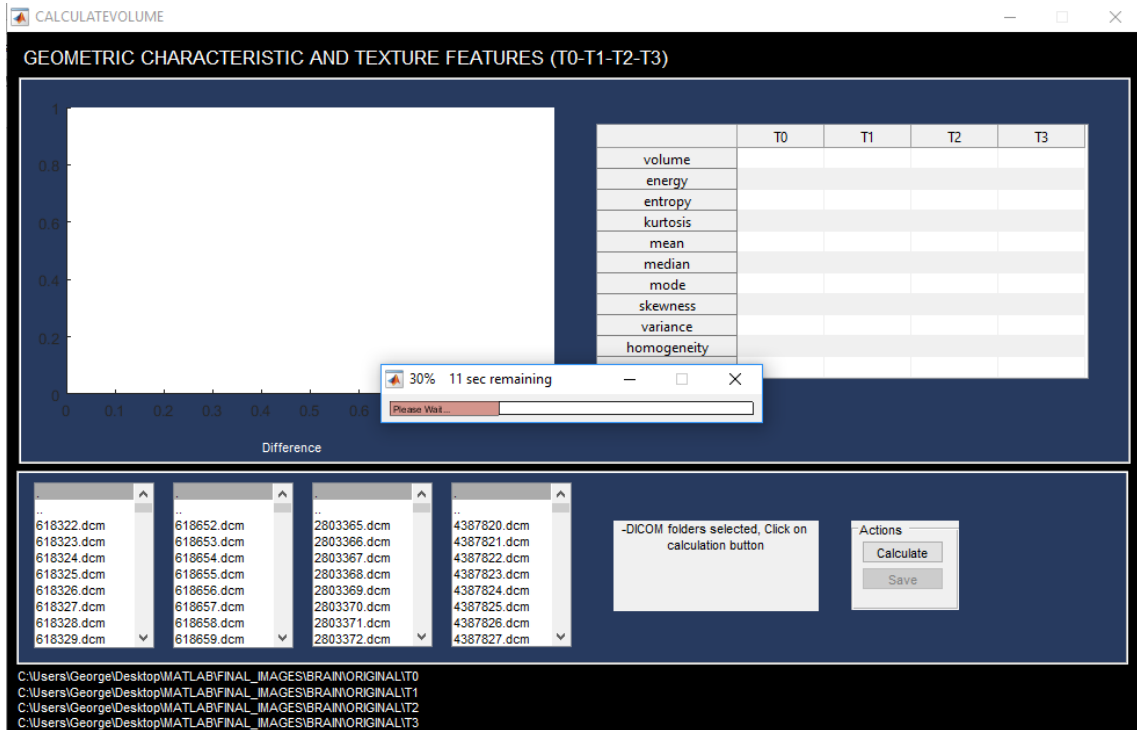 CALCULATEVOLUME
GEOMETRIC CHARACTERISTIC AND TEXTURE FEATURES (T0-T1-T2-T3)
1
0.8
0.6
0.4
0.2
0
0 0.1 0.2 0.3 0.4 0.5 0.6
Difference
T0 T1 T2 T3
volume
energy
entropy
kurtosis
mean
median
mode
skewness
variance
homogeneity
30% 11 sec remaining
Please Wait...
.
..
618322.dcm
618323.dcm
618324.dcm
618325.dcm
618326.dcm
618327.dcm
618328.dcm
618329.dcm
.
..
618652.dcm
618653.dcm
618654.dcm
618655.dcm
618656.dcm
618657.dcm
618658.dcm
618659.dcm
.
..
2803365.dcm
2803366.dcm
2803367.dcm
2803368.dcm
2803369.dcm
2803370.dcm
2803371.dcm
2803372.dcm
.
..
4387820.dcm
4387821.dcm
4387822.dcm
4387823.dcm
4387824.dcm
4387825.dcm
4387826.dcm
4387827.dcm
-DICOM folders selected, Click on
calculation button
Actions
Calculate
Save
C:\Users\George\Desktop\MATLAB\FINAL_IMAGES\BRAIN\ORIGINAL\T0
C:\Users\George\Desktop\MATLAB\FINAL_IMAGES\BRAIN\ORIGINAL\T1
C:\Users\George\Desktop\MATLAB\FINAL_IMAGES\BRAIN\ORIGINAL\T2
C:\Users\George\Desktop\MATLAB\FINAL_IMAGES\BRAIN\ORIGINAL\T3